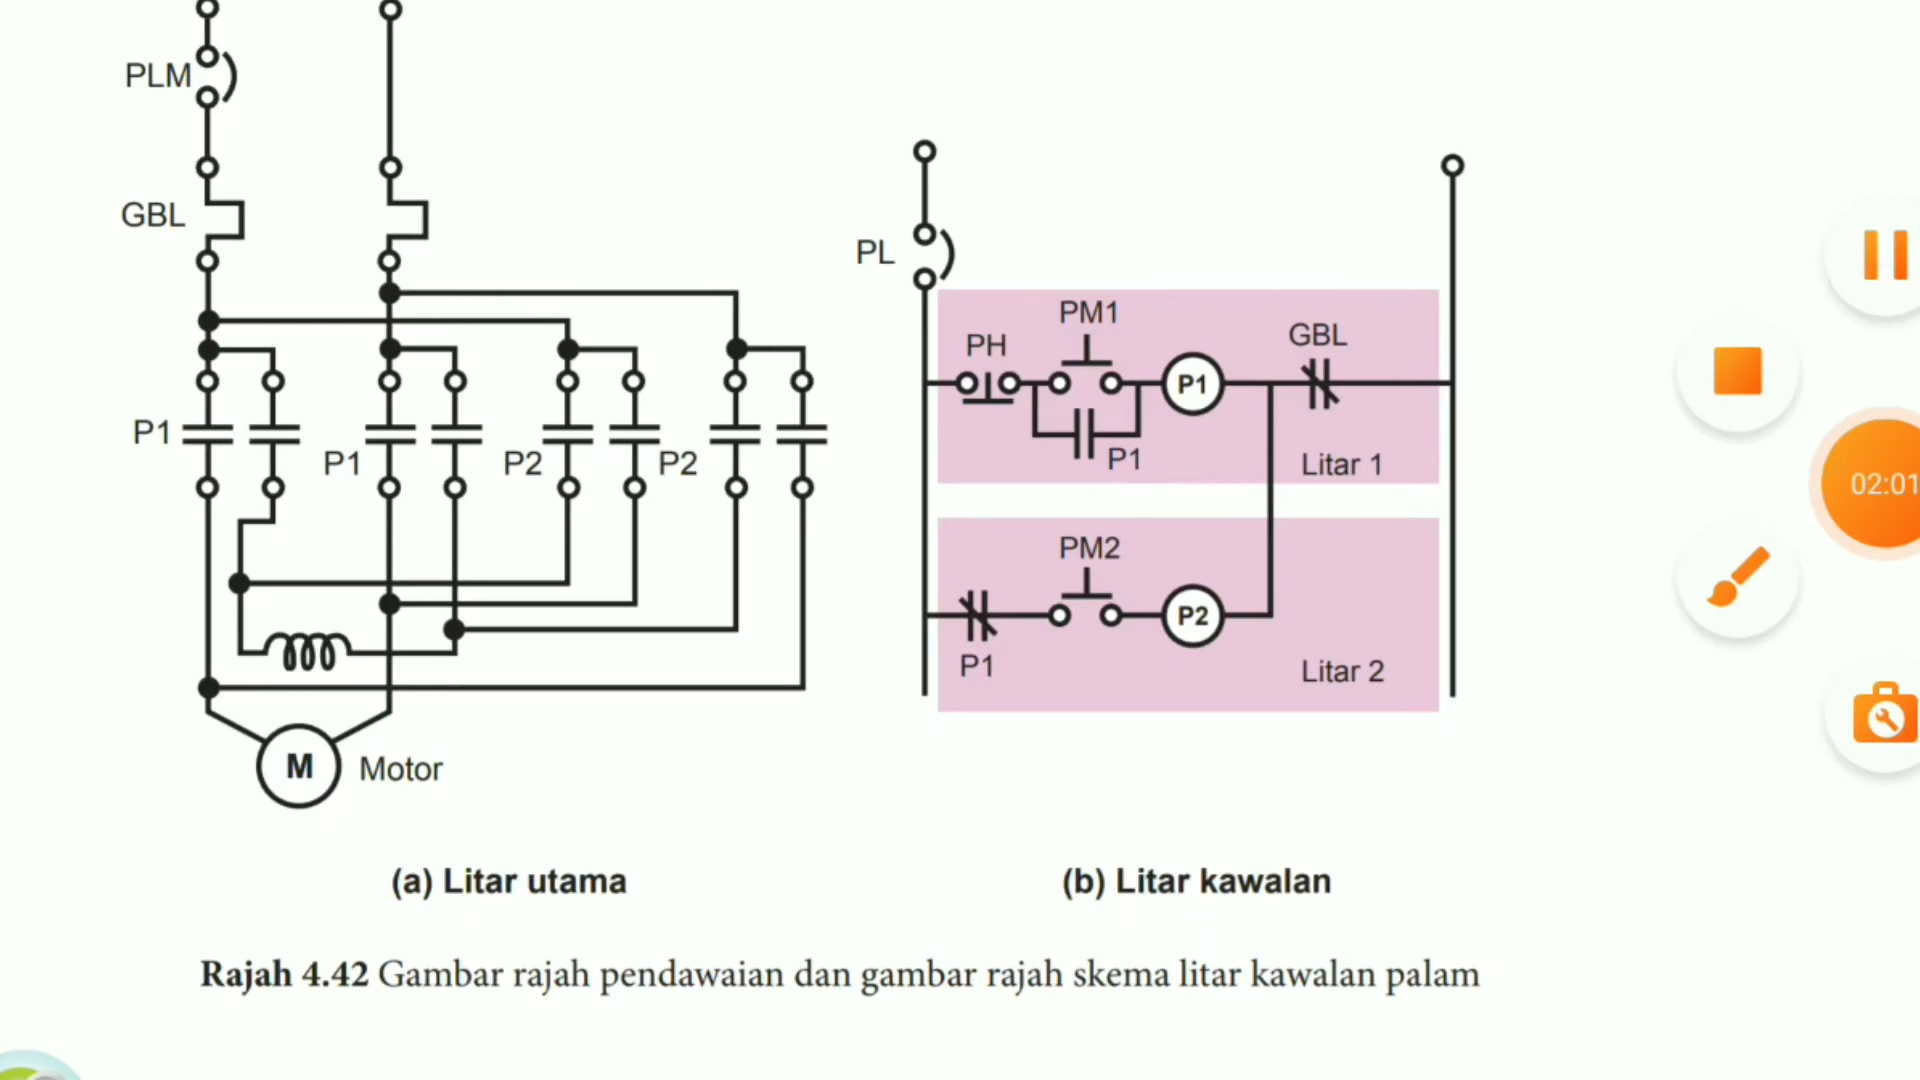 PLM
GBL
P1
P1
P2
P2
M
Motor
(a) Litar utama
PL
PM1
PH
GBL
P1
P1
Litar 1
PM2
P2
P1
Litar 2
(b) Litar kawalan
Rajah 4.42 Gambar rajah pendawaian dan gambar rajah skema litar kawalan palam
02:01